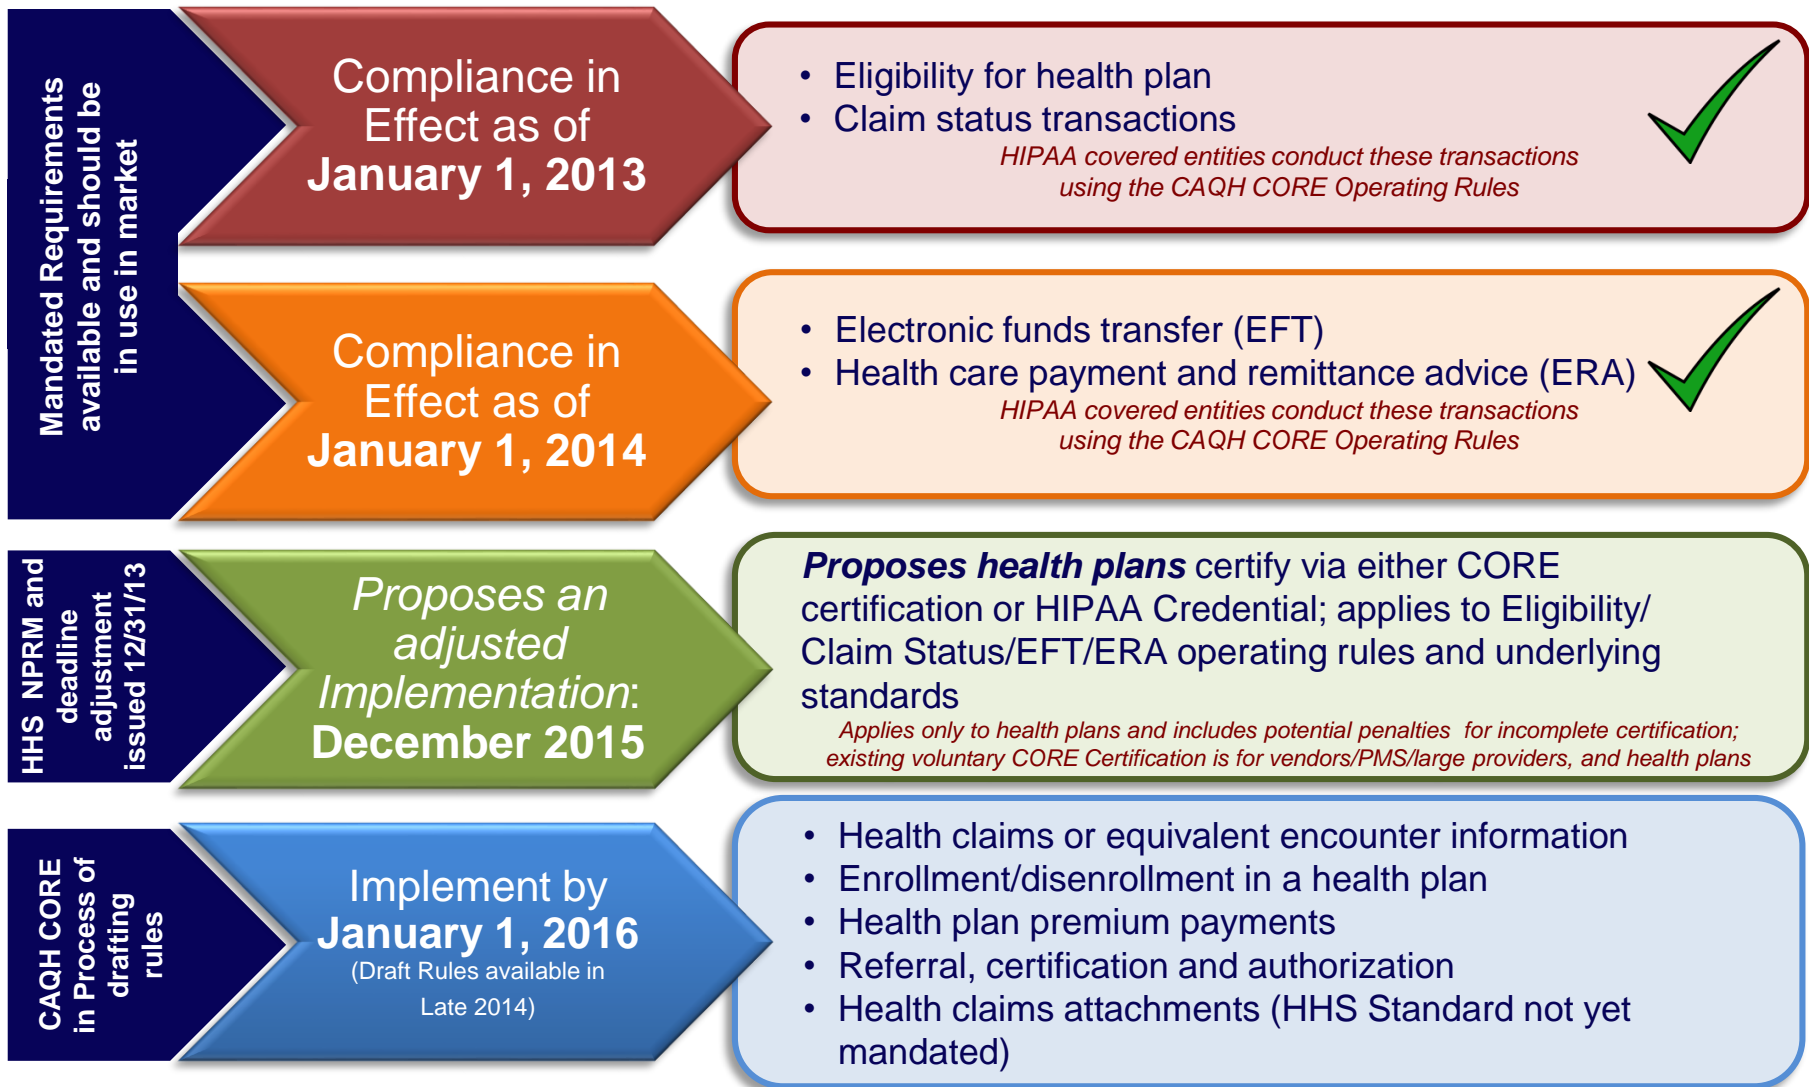 Mandated Requirements
available and should be
in use in market
Compliance in
Effect as of
January 1, 2013
• Eligibility for health plan
• Claim status transactions
HIPAA covered entities conduct these transactions
using the CAQH CORE Operating Rules
Compliance in
Effect as of
January 1, 2014
• Electronic funds transfer (EFT)
• Health care payment and remittance advice (ERA)
HIPAA covered entities conduct these transactions
using the CAQH CORE Operating Rules
HHS NPRM and
deadline
adjustment
issued 12/31/13
Proposes an
adjusted
Implementation:
December 2015
Proposes health plans certify via either CORE
certification or HIPAA Credential; applies to Eligibility/
Claim Status/EFT/ERA operating rules and underlying
standards
Applies only to health plans and includes potential penalties for incomplete certification;
existing voluntary CORE Certification is for vendors/PMS/large providers, and health plans
CAQH CORE
in Process of
drafting
rules
Implement by
January 1, 2016
(Draft Rules available in
Late 2014)
• Health claims or equivalent encounter information
• Enrollment/disenrollment in a health plan
• Health plan premium payments
• Referral, certification and authorization
• Health claims attachments (HHS Standard not yet
mandated)